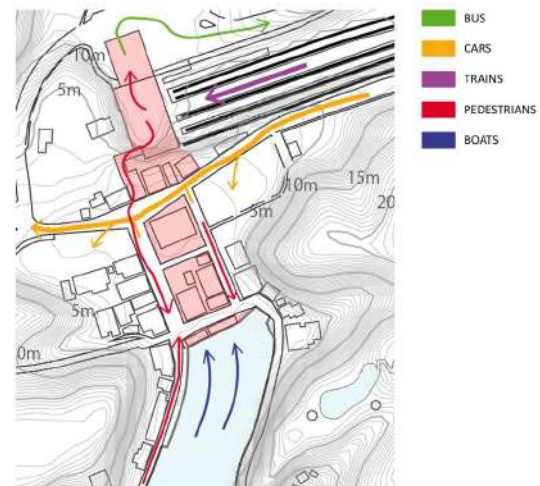 BUS
CARS
TRAINS
PEDESTRIANS
BOATS
10m
5m
15m
10m
20
5m
5m
0m